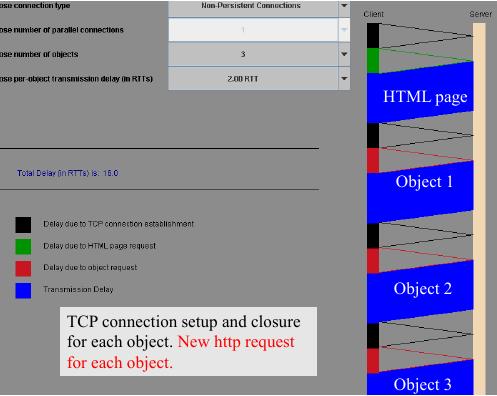 ose connection type
Non-Persistent Connections
ose number of parallel connections
1
ose number of objects
3
ose per-object transmission delay (in RTTs)
2.00 RTT
Client
Server
HTML page
Object 1
Object 2
Object 3
Total Delay (in RTTs) is: 16.0
Delay due to TCP connection establishment
Delay due to HTML page request
Delay due to object request
Transmission Delay
TCP connection setup and closure
for each object. New http request
for each object.